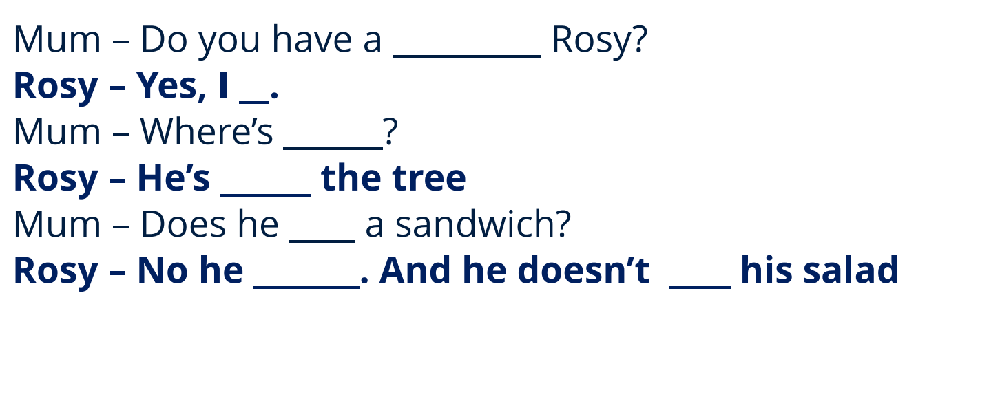 Mum – Do you have a _________ Rosy?
Rosy – Yes, I __.
Mum – Where’s ______?
Rosy – He’s ______ the tree
Mum – Does he ____ a sandwich?
Rosy – No he _______. And he doesn’t  ____ his salad